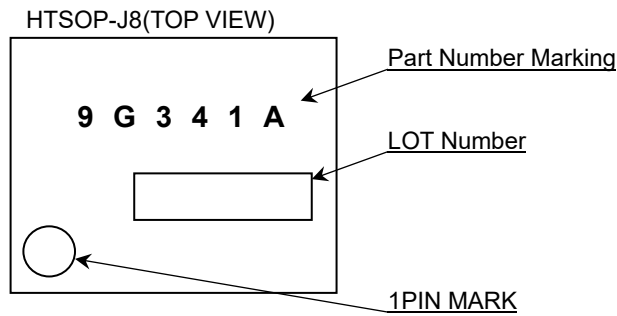 HTSOP-J8(TOP VIEW)
Part Number Marking
9 G 3 4 1 A
LOT Number
1PIN MARK